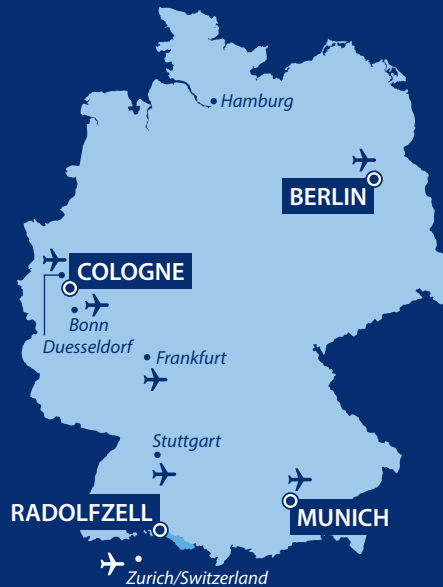 Hamburg
BERLIN
COLOGNE
Bonn
Duesseldorf
Frankfurt
Stuttgart
RADOLFZELL
MUNICH
Zurich/Switzerland